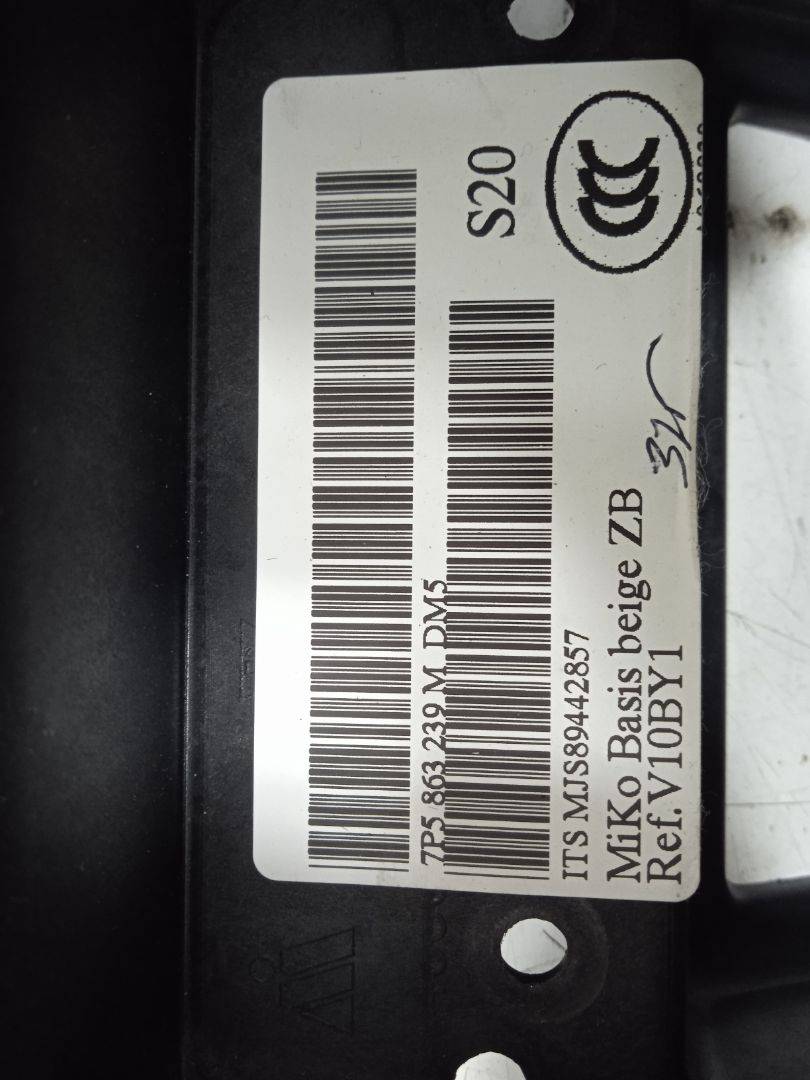 S20
7P5 863 239 M DM5
ITS MJS89442857
MiKo Basis beige ZB
Ref.V10BY1